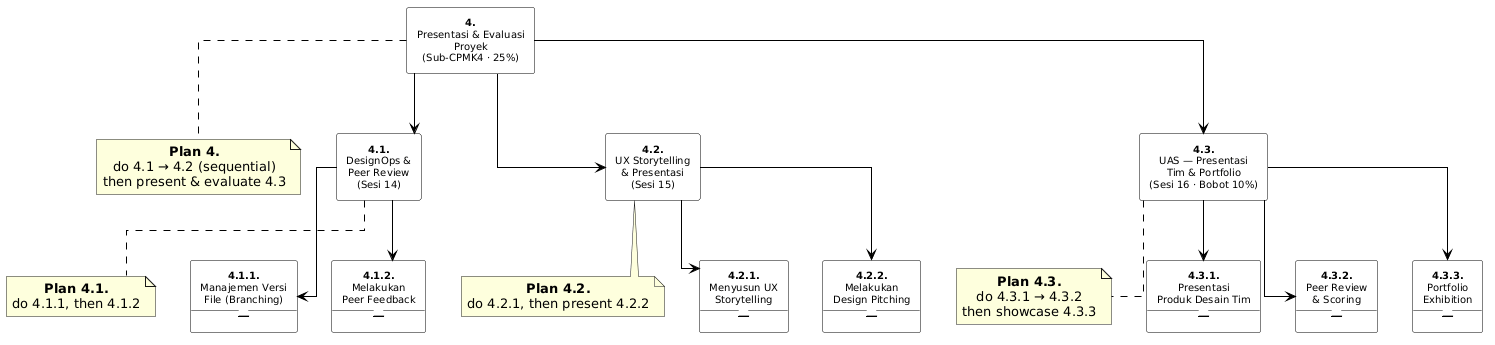 4.
Presentasi & Evaluasi
Proyek
(Sub-CPMK4 · 25%)
Plan 4.
do 4.1 → 4.2 (sequential)
then present & evaluate 4.3
4.1.
DesignOps &
Peer Review
(Sesi 14)
4.2.
UX Storytelling
& Presentasi
(Sesi 15)
4.3.
UAS — Presentasi
Tim & Portfolio
(Sesi 16 · Bobot 10%)
Plan 4.1.
do 4.1.1, then 4.1.2
4.1.1.
Manajemen Versi
File (Branching)
4.1.2.
Melakukan
Peer Feedback
Plan 4.2.
do 4.2.1, then present 4.2.2
4.2.1.
Menyusun UX
Storytelling
4.2.2.
Melakukan
Design Pitching
Plan 4.3.
do 4.3.1 → 4.3.2
then showcase 4.3.3
4.3.1.
Presentasi
Produk Desain Tim
4.3.2.
Peer Review
& Scoring
4.3.3.
Portfolio
Exhibition